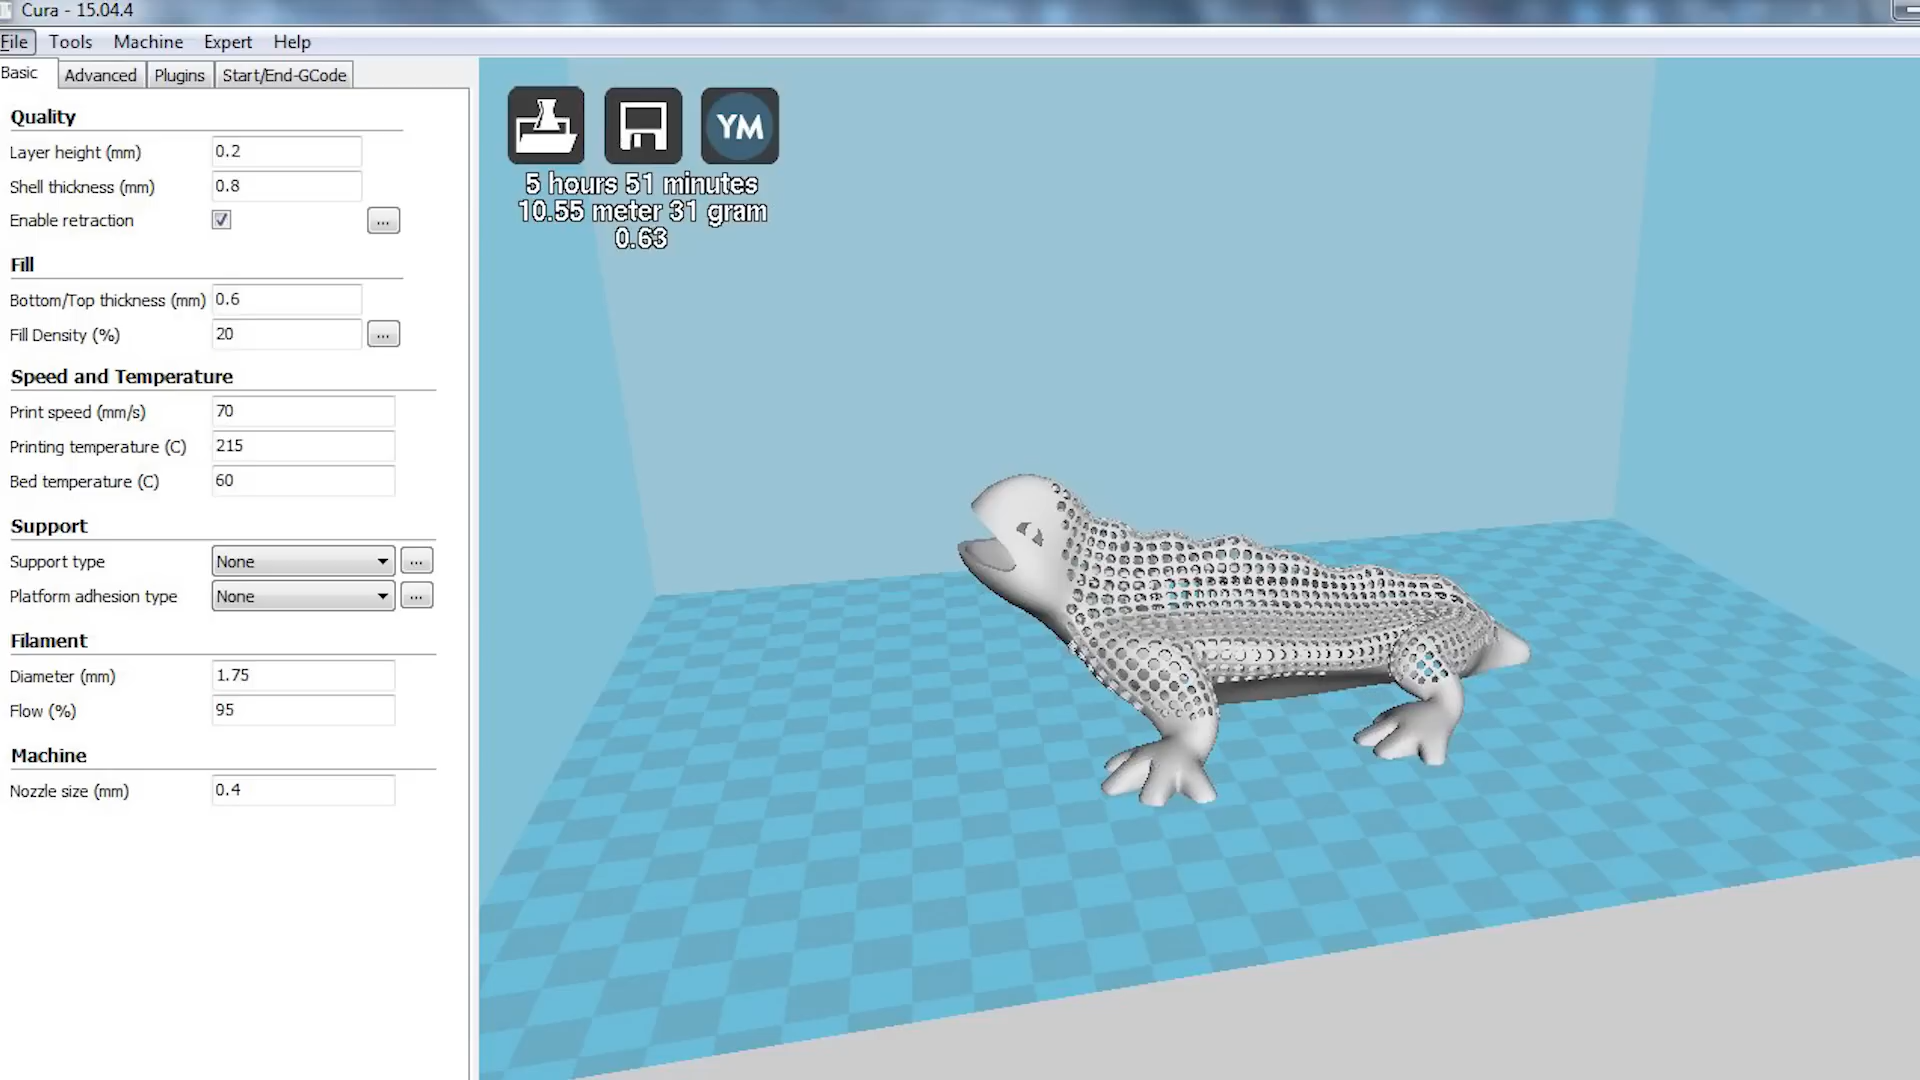 Cura - 15.04.4
File Tools Machine Expert Help
Basic Advanced Plugins Start/End-GCode
Quality
Layer height (mm) 0.2
Shell thickness (mm) 0.8
Enable retraction ...
Fill
Bottom/Top thickness (mm) 0.6
Fill Density (%) 20 ...
Speed and Temperature
Print speed (mm/s) 70
Printing temperature (C) 215
Bed temperature (C) 60
Support
Support type None ...
Platform adhesion type None ...
Filament
Diameter (mm) 1.75
Flow (%) 95
Machine
Nozzle size (mm) 0.4
YM
5 hours 51 minutes
10.55 meter 31 gram
0.63